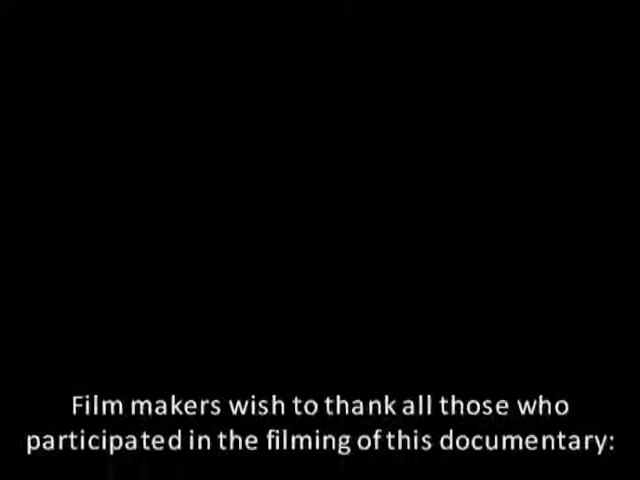 Film makers wish to thank all those who
participated in the filming of this documentary: